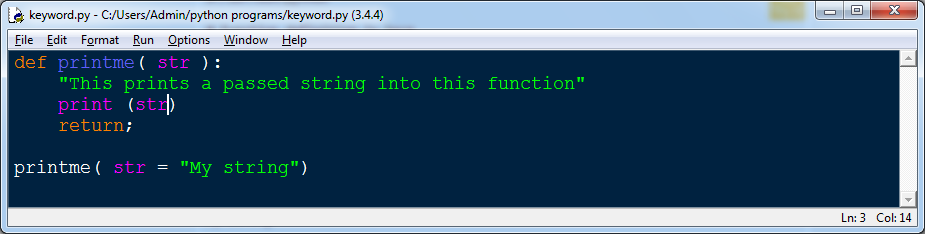 keyword.py - C:/Users/Admin/python programs/keyword.py (3.4.4)
File Edit Format Run Options Window Help
def printme( str ):
    "This prints a passed string into this function"
    print (str)
    return;
printme( str = "My string")
Ln: 3 Col: 14